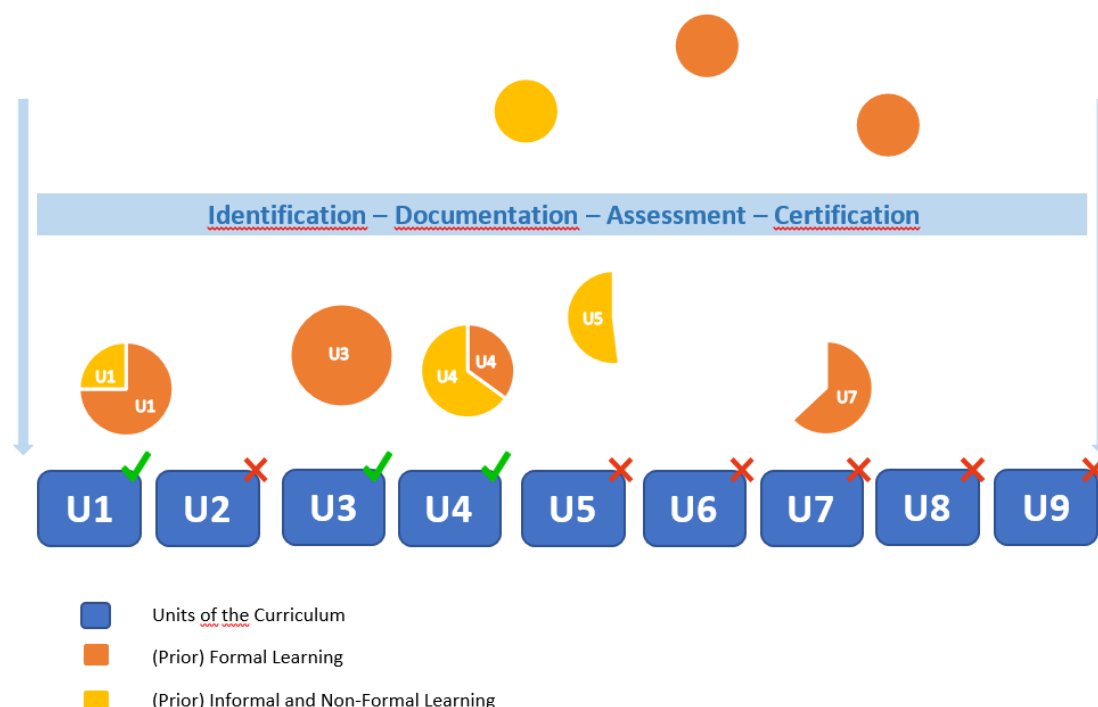 Identification – Documentation – Assessment – Certification
U5
U3
U4
U4
U1
U1
U7
U1
U2
U3
U4
U5
U6
U7
U8
U9
Units of the Curriculum
(Prior) Formal Learning
(Prior) Informal and Non-Formal Learning